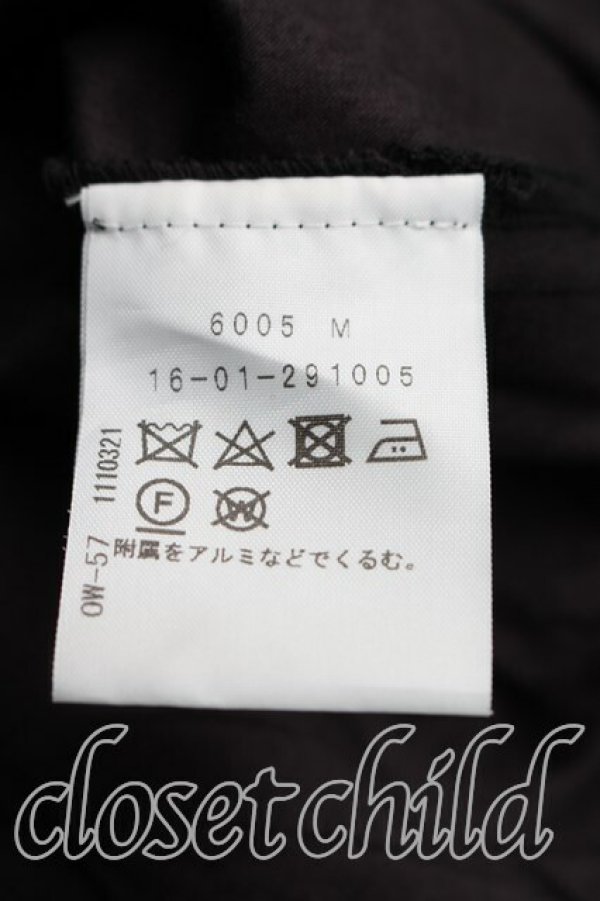 6005 M
16-01-291005
F
W
附属をアルミなどでくるむ。
OW-57 1110321
closet child